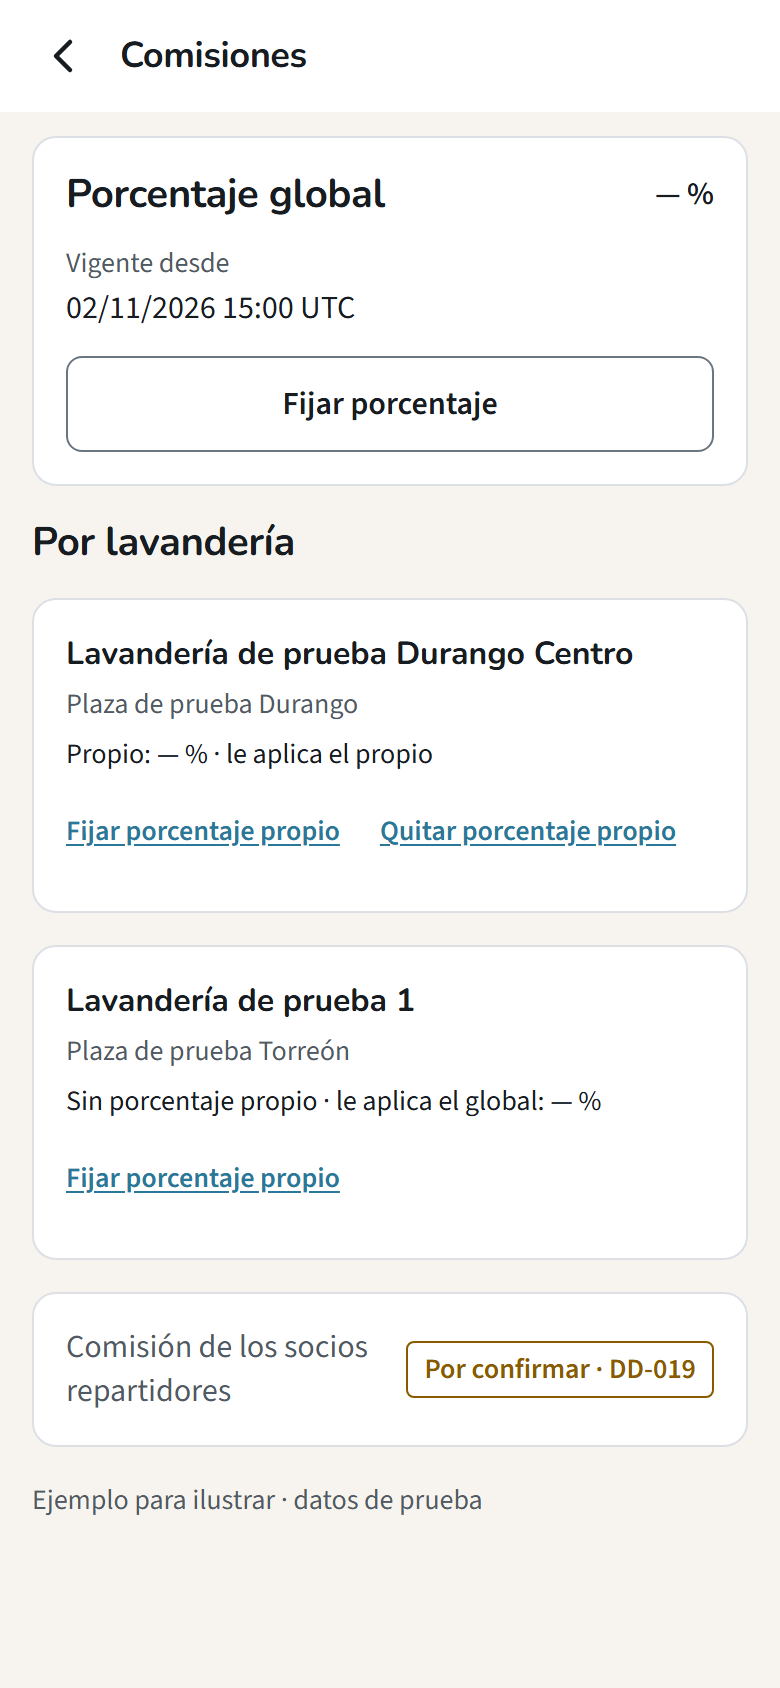 Comisiones
Porcentaje global
— %
Vigente desde
02/11/2026 15:00 UTC
Fijar porcentaje
Por lavandería
Lavandería de prueba Durango Centro
Plaza de prueba Durango
Propio: — % · le aplica el propio
Fijar porcentaje propio
Quitar porcentaje propio
Lavandería de prueba 1
Plaza de prueba Torreón
Sin porcentaje propio · le aplica el global: — %
Fijar porcentaje propio
Comisión de los socios
repartidores
Por confirmar · DD-019
Ejemplo para ilustrar · datos de prueba